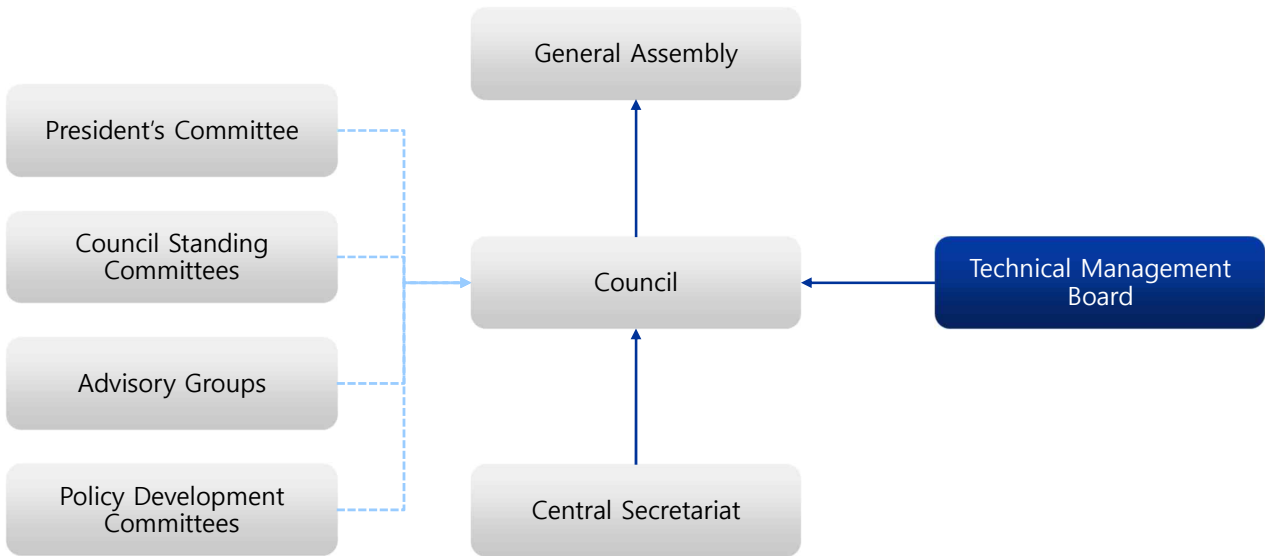 General Assembly
President's Committee
Council Standing
Committees
Council
Technical Management
Board
Advisory Groups
Policy Development
Committees
Central Secretariat